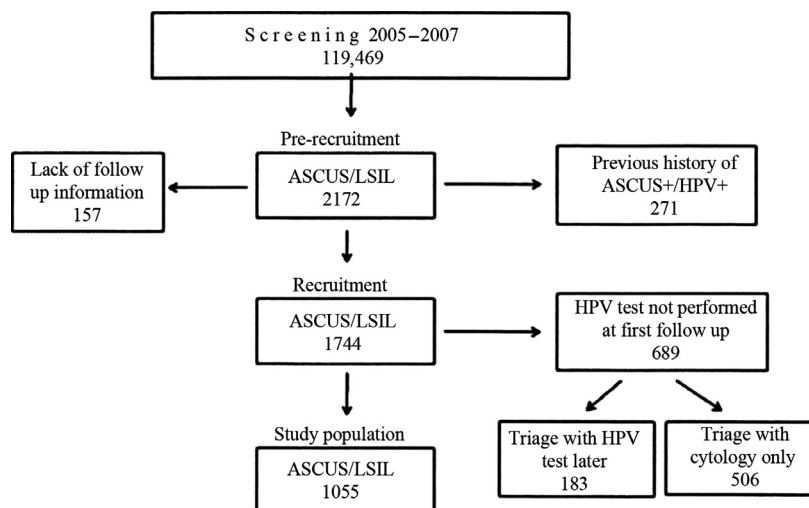 Screening 2005–2007
119,469
Pre-recruitment
Lack of follow
up information
157
ASCUS/LSIL
2172
Previous history of
ASCUS+/HPV+
271
Recruitment
ASCUS/LSIL
1744
HPV test not performed
at first follow up
689
Study population
ASCUS/LSIL
1055
Triage with HPV
test later
183
Triage with
cytology only
506